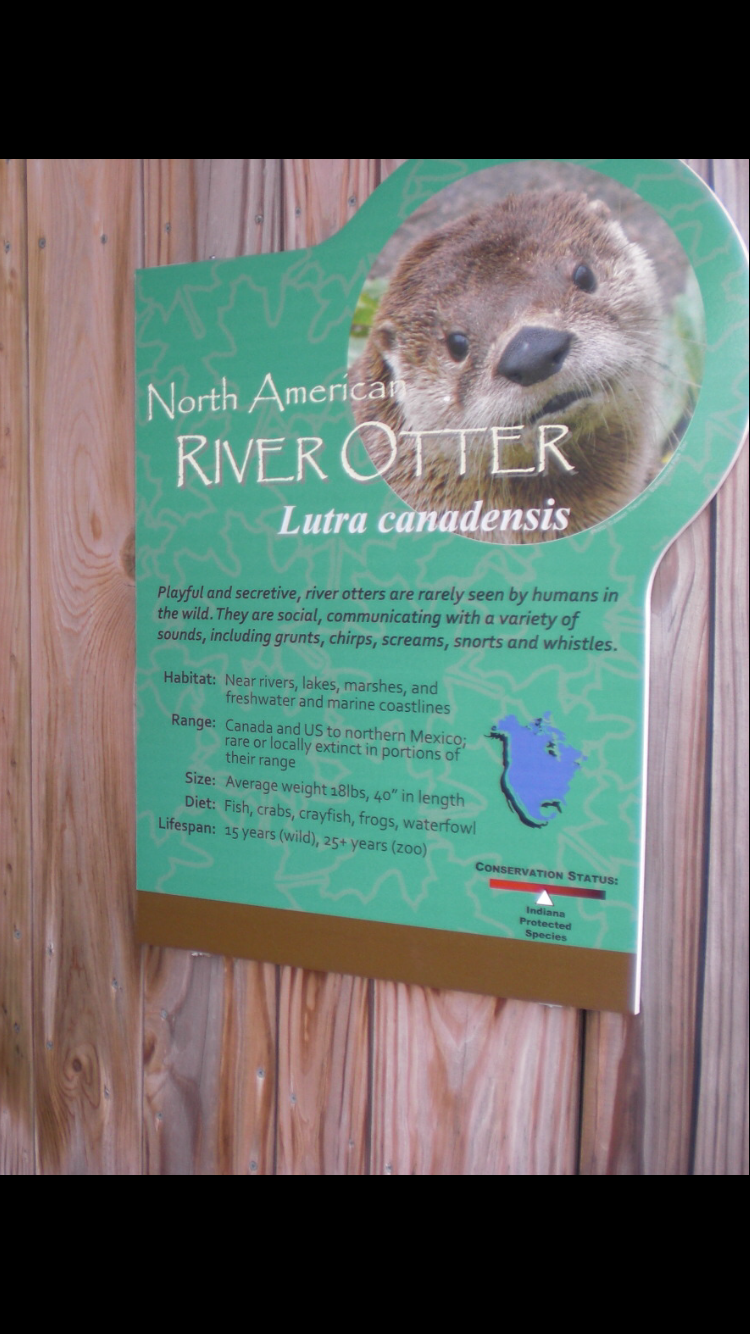 North American
RIVER OTTER
Lutra canadensis
Playful and secretive, river otters are rarely seen by humans in
the wild. They are social, communicating with a variety of
sounds, including grunts, chirps, screams, snorts and whistles.
Habitat: Near rivers, lakes, marshes, and
freshwater and marine coastlines
Range: Canada and US to northern Mexico;
rare or locally extinct in portions of
their range
Size: Average weight 18lbs, 40" in length
Diet: Fish, crabs, crayfish, frogs, waterfowl
Lifespan: 15 years (wild), 25+ years (zoo)
CONSERVATION STATUS:
Indiana
Protected
Species